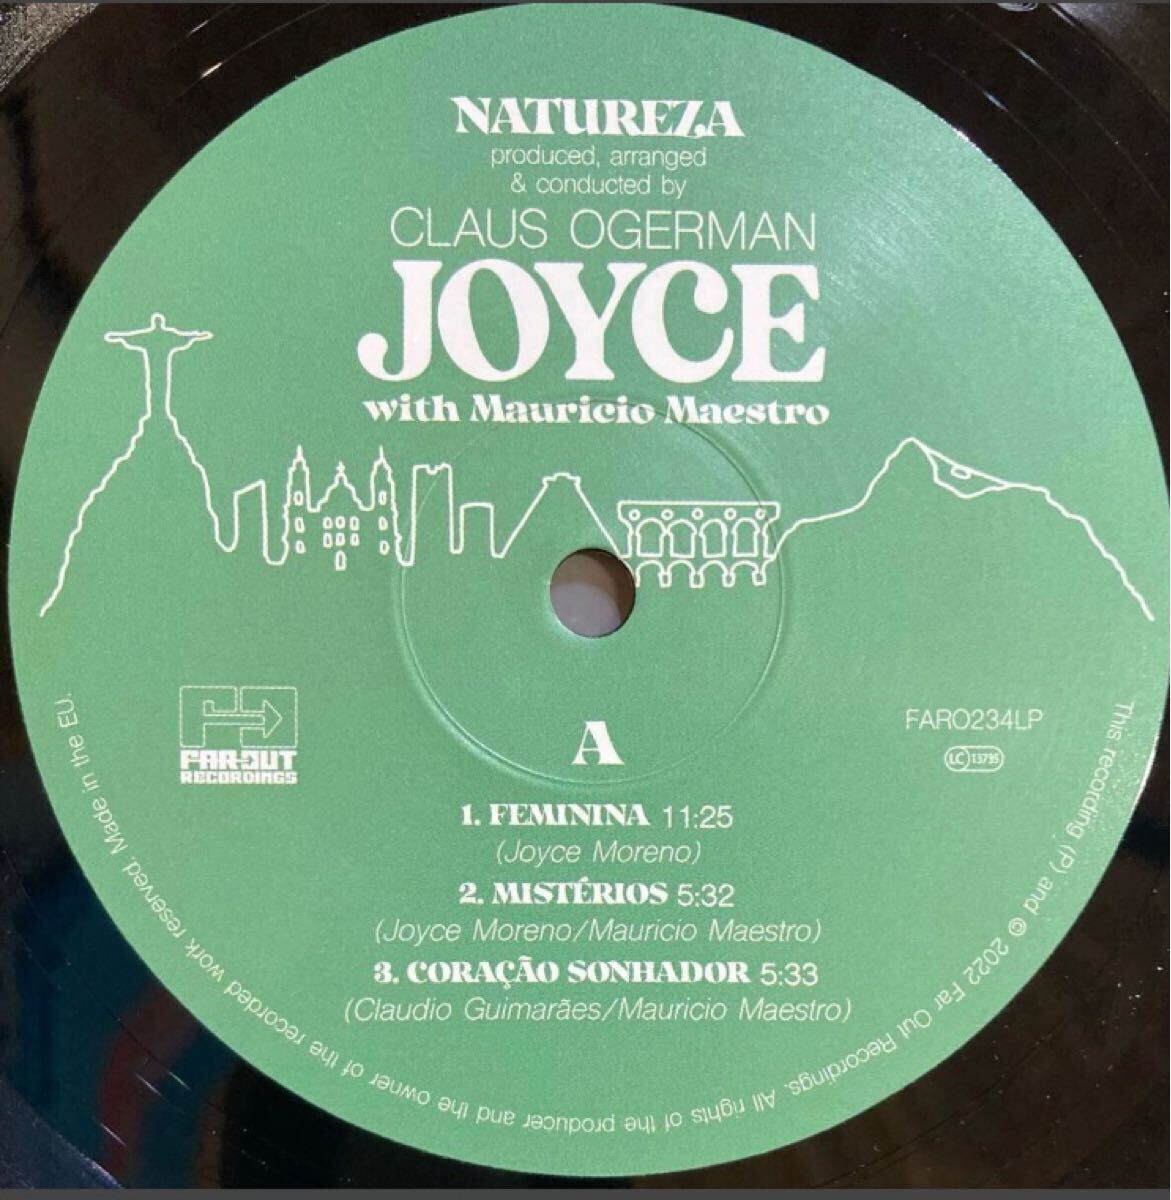 NATUREZA
produced, arranged
& conducted by
CLAUS OGERMAN
JOYCE
with Mauricio Maestro
FAR OUT
RECORDINGS
A
FARO234LP
LC 13735
1. FEMININA 11:25
(Joyce Moreno)
2. MISTÉRIOS 5:32
(Joyce Moreno/Mauricio Maestro)
3. CORAÇÃO SONHADOR 5:33
(Claudio Guimarães/Mauricio Maestro)
This recording (P) and © 2022 Far Out Recordings. All rights of the producer and the owner of the recorded work reserved. Made in the EU.